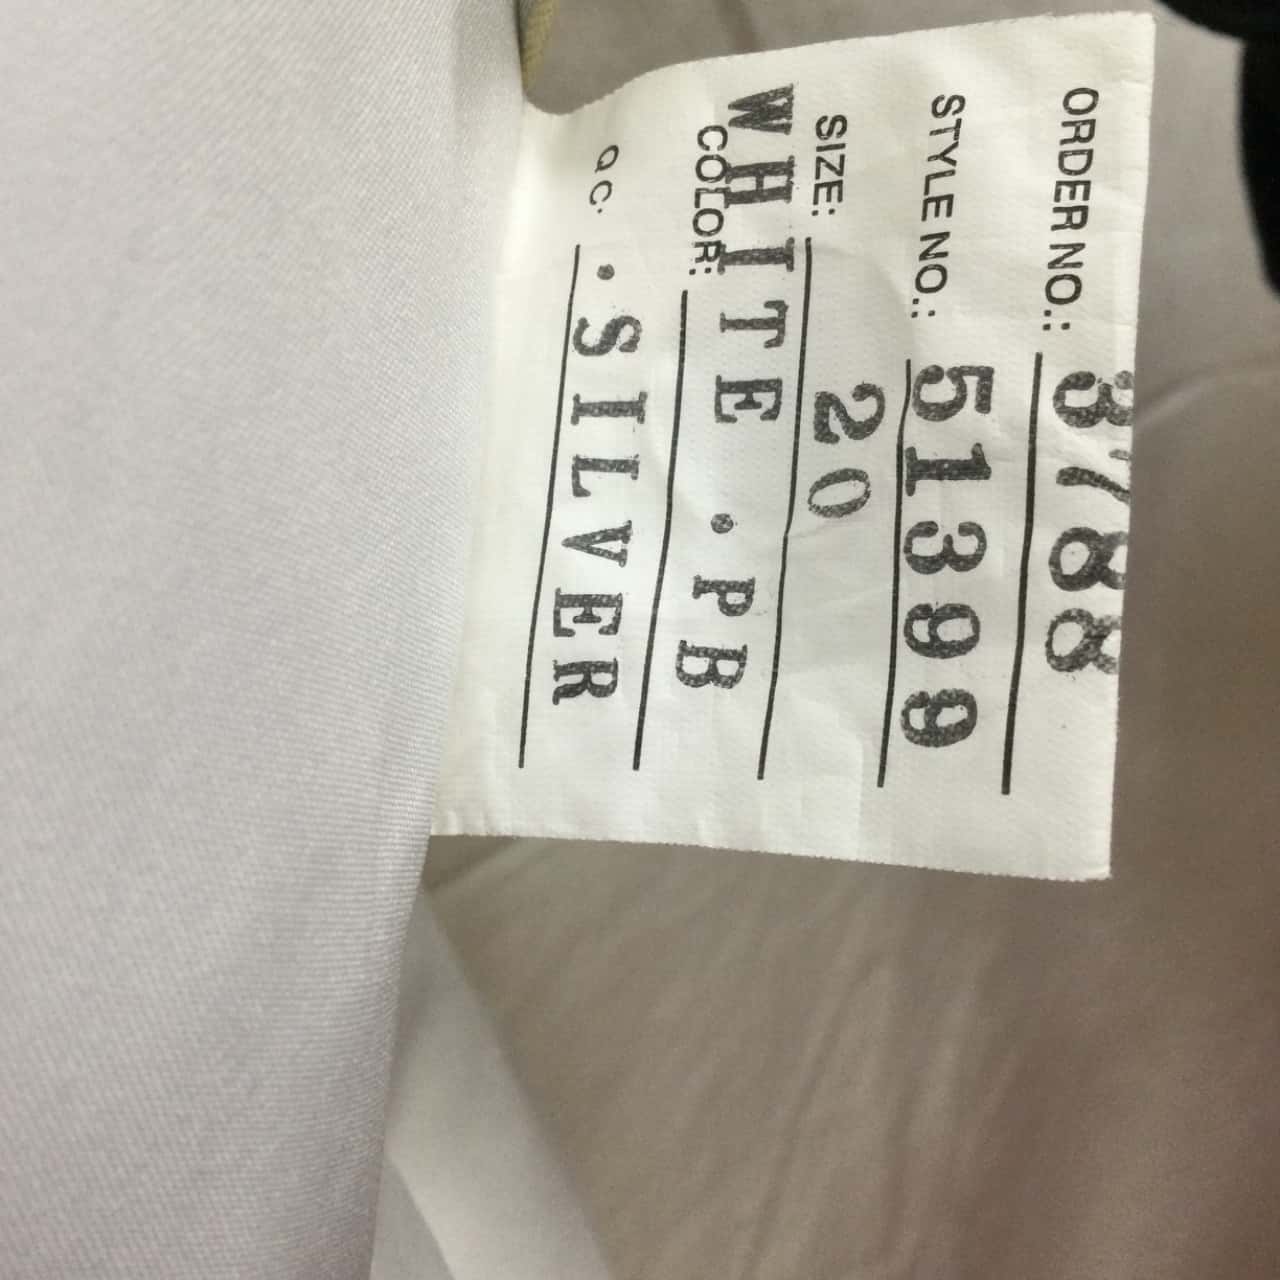 ORDER NO.: 3788
STYLE NO.: 51399
SIZE: 20
WHITE.PB
COLOR:
QC. .SILVER